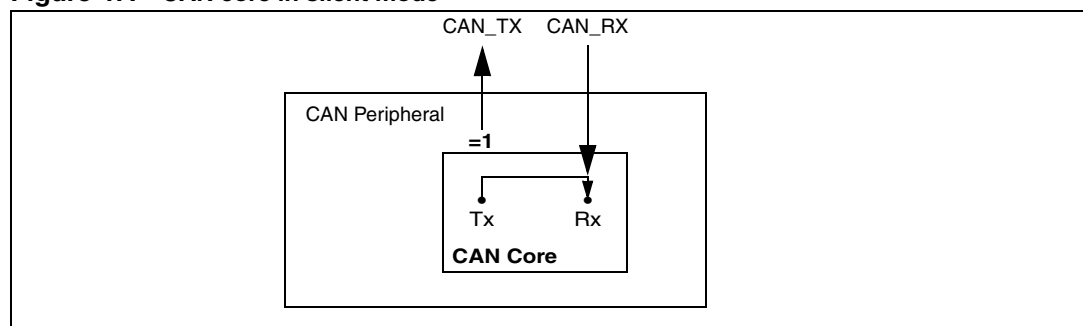 CAN_TX CAN_RX
CAN Peripheral
=1
Tx Rx
CAN Core